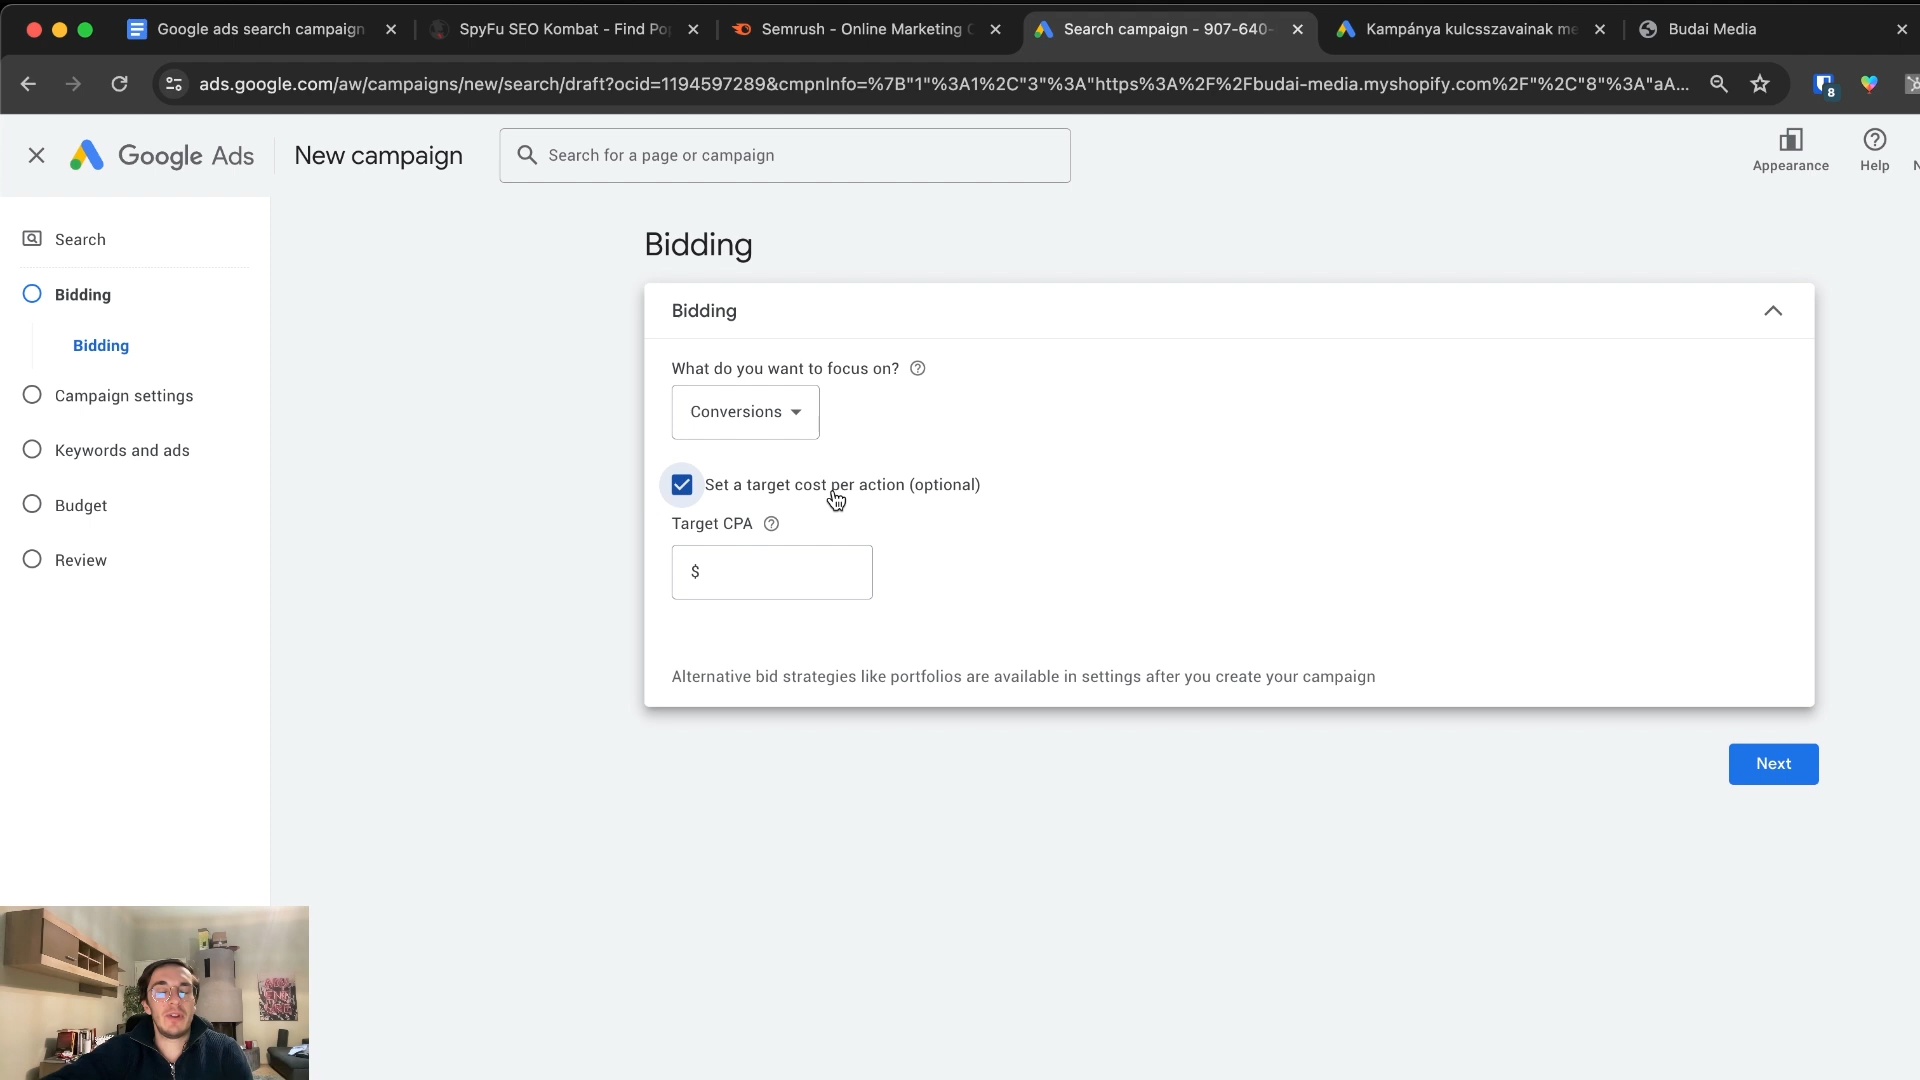 Google ads search campaign
SpyFu SEO Kombat - Find Po
Semrush - Online Marketing
Search campaign - 907-640-
Kampánya kulcsszavainak me
Budai Media
ads.google.com/aw/campaigns/new/search/draft?ocid=1194597289&cmpnInfo=%7B"1"%3A1%2C"3"%3A"https%3A%2F%2Fbudai-media.myshopify.com%2F"%2C"8"%3A"aA...
8
Google Ads
New campaign
Search for a page or campaign
Appearance
Help
Search
Bidding
Bidding
Campaign settings
Keywords and ads
Budget
Review
Bidding
Bidding
What do you want to focus on?
Conversions
Set a target cost per action (optional)
Target CPA
$
Alternative bid strategies like portfolios are available in settings after you create your campaign
Next